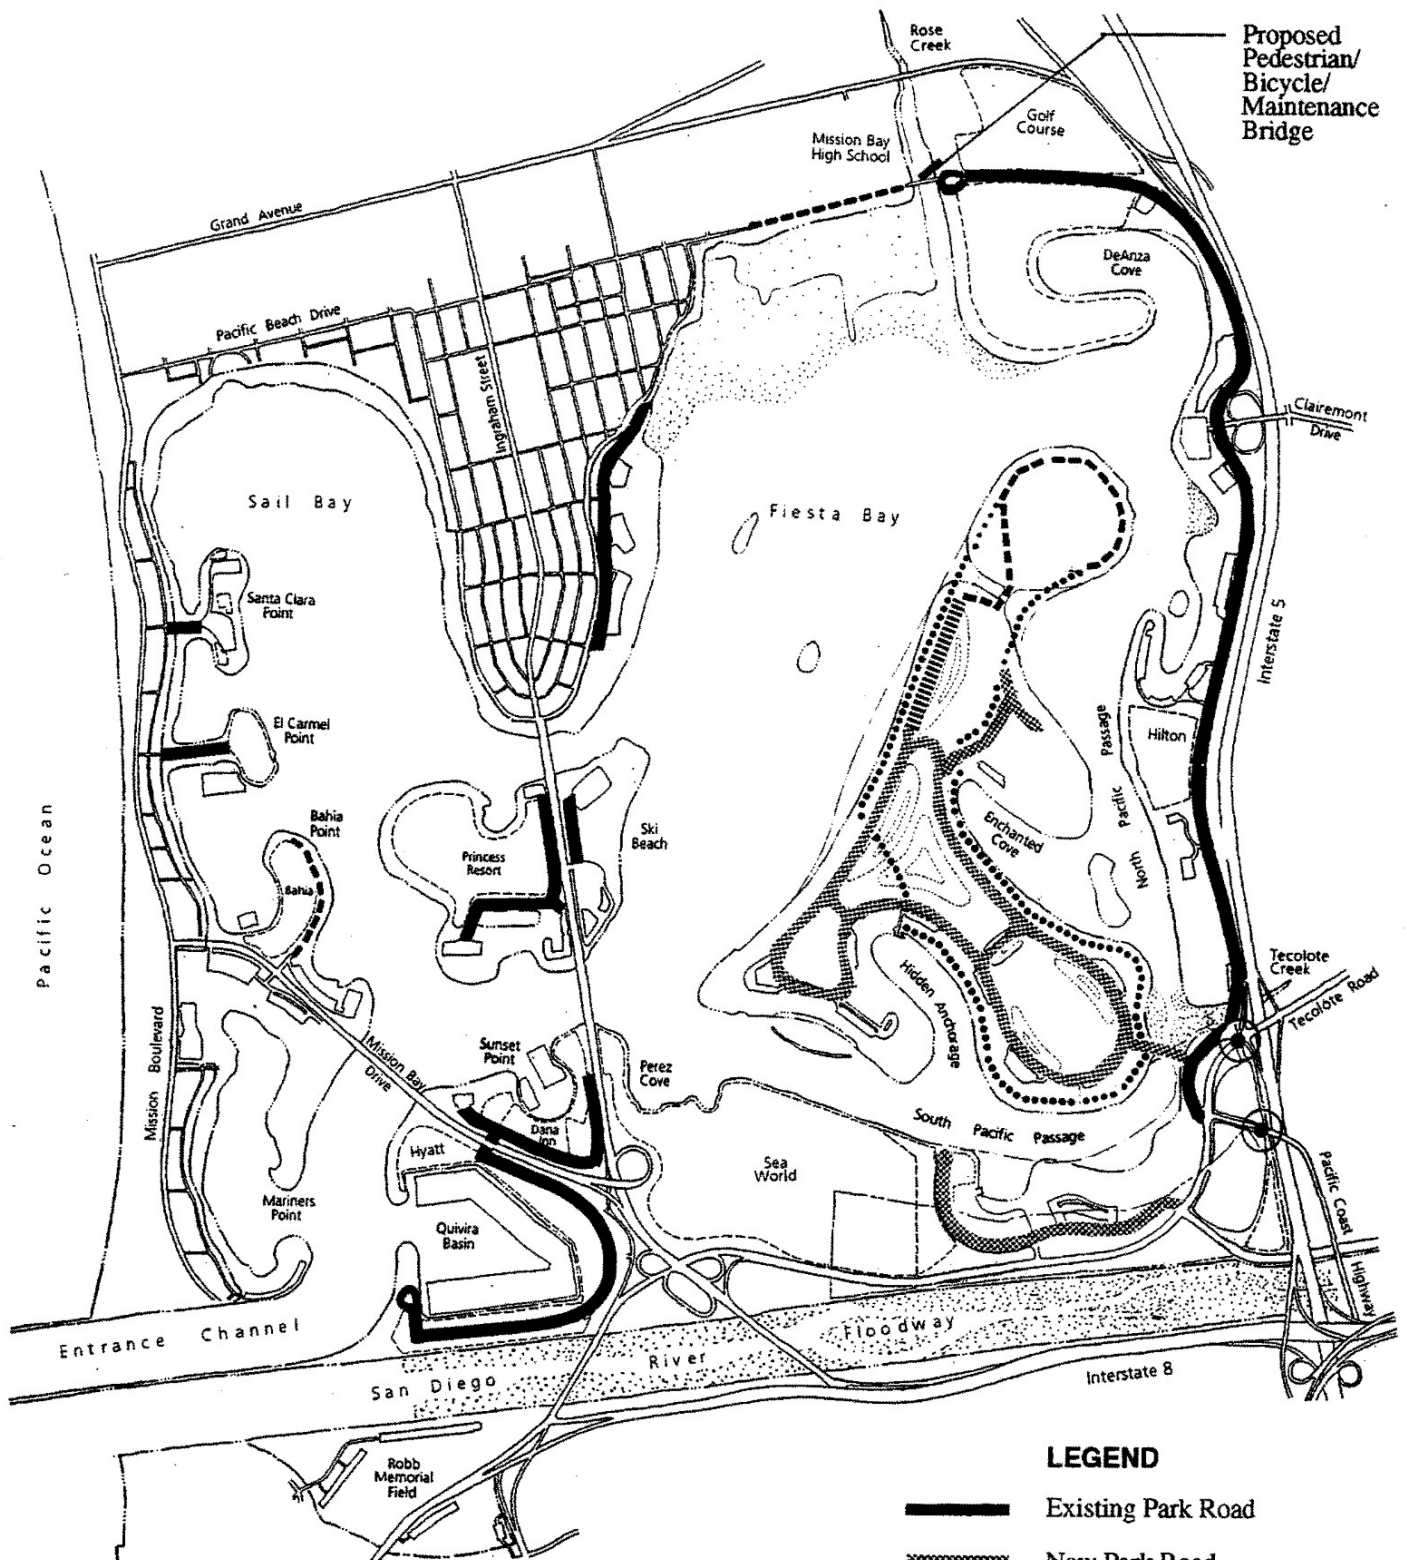 Rose
Creek
Proposed
Pedestrian/
Bicycle/
Maintenance
Bridge
Golf
Course
Mission Bay
High School
Grand Avenue
DeAnza
Cove
Pacific Beach Drive
Ingraham Street
Clairemont
Drive
Sail Bay
Fiesta Bay
Santa Clara
Point
Interstate 5
El Carmel
Point
Hilton
North Pacific Passage
Pacific Ocean
Bahia
Point
Bahia
Princess
Resort
Ski
Beach
Enchanted
Cove
Hidden Anchorage
Tecolote
Creek
Tecolote Road
Mission Boulevard
Mission Bay
Drive
Sunset
Point
Perez
Cove
Dana
Inn
Hyatt
South Pacific Passage
Sea
World
Pacific Coast Highway
Mariners
Point
Quivira
Basin
Entrance Channel
San Diego River Floodway
Interstate 8
Robb
Memorial
Field
LEGEND
Existing Park Road
New Park Road